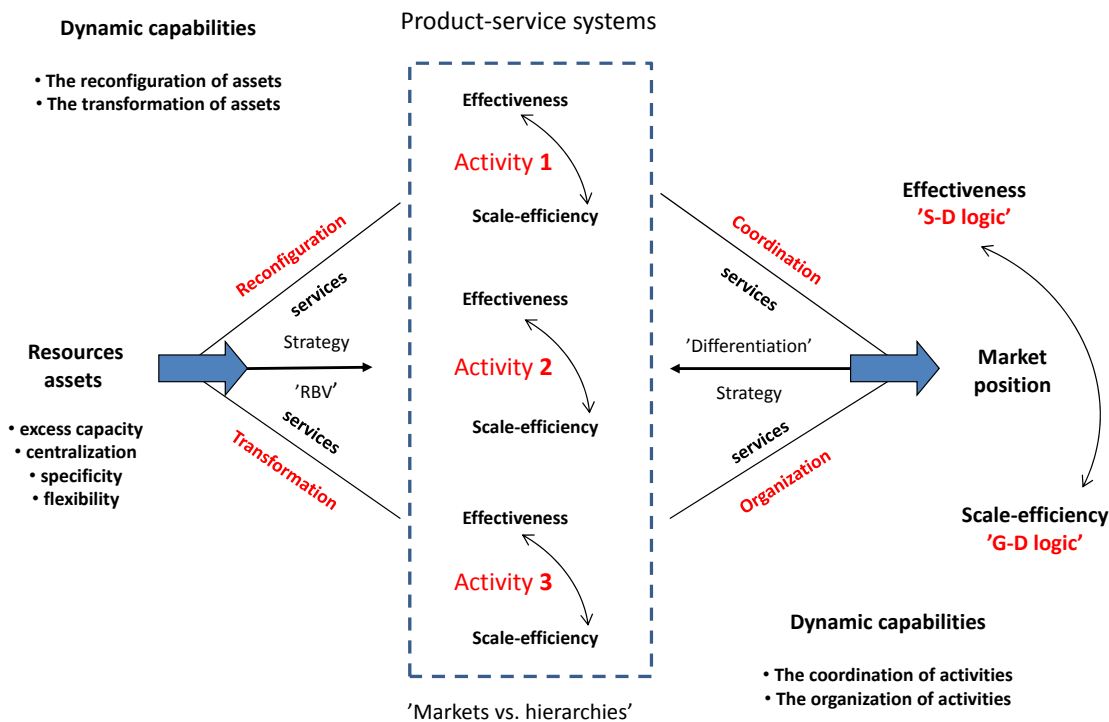 Dynamic capabilities
• The reconfiguration of assets
• The transformation of assets
Product-service systems
Effectiveness
Activity 1
Scale-efficiency
Effectiveness
Activity 2
Scale-efficiency
Effectiveness
Activity 3
Scale-efficiency
'Markets vs. hierarchies'
Reconfiguration
services
Strategy
'RBV'
services
Transformation
Resources
assets
• excess capacity
• centralization
• specificity
• flexibility
Coordination
services
'Differentiation'
Strategy
services
Organization
Market
position
Effectiveness
'S-D logic'
Scale-efficiency
'G-D logic'
Dynamic capabilities
• The coordination of activities
• The organization of activities